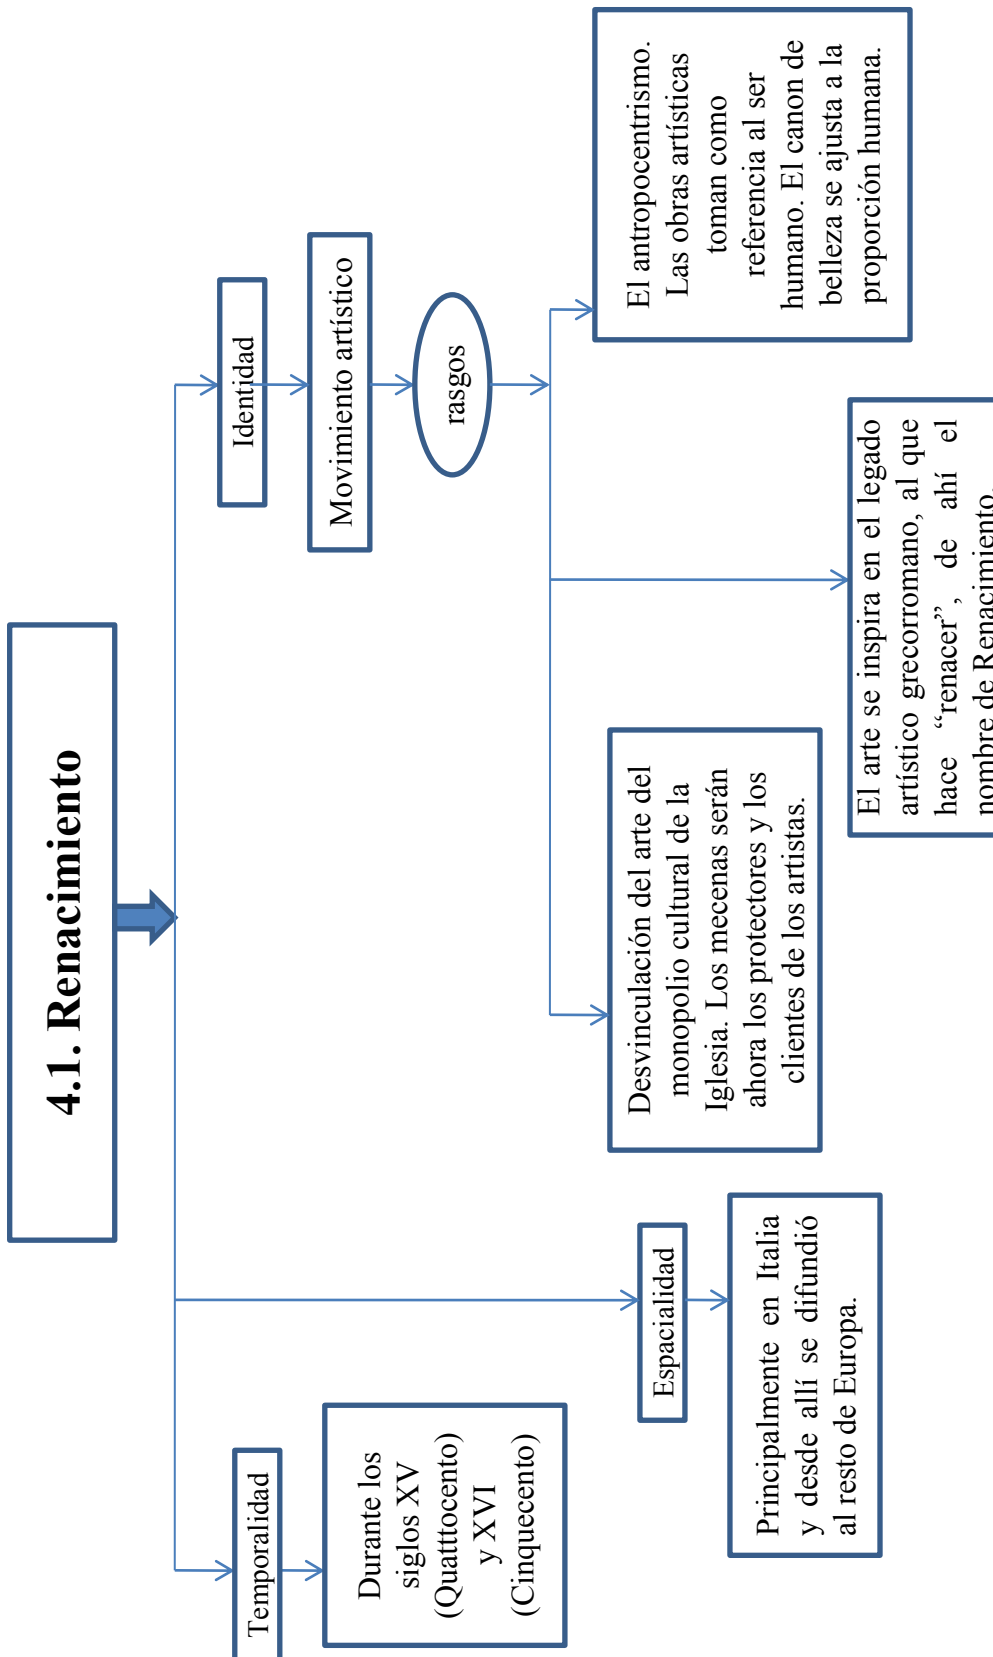 4.1. Renacimiento
Temporalidad
Durante los
siglos XV
(Quatttocento)
y XVI
(Cinquecento)
Espacialidad
Principalmente en Italia
y desde allí se difundió
al resto de Europa.
Identidad
Movimiento artístico
rasgos
Desvinculación del arte del
monopolio cultural de la
Iglesia. Los mecenas serán
ahora los protectores y los
clientes de los artistas.
El arte se inspira en el legado
artístico grecorromano, al que
hace “renacer”, de ahí el
nombre de Renacimiento.
El antropocentrismo.
Las obras artísticas
toman como
referencia al ser
humano. El canon de
belleza se ajusta a la
proporción humana.